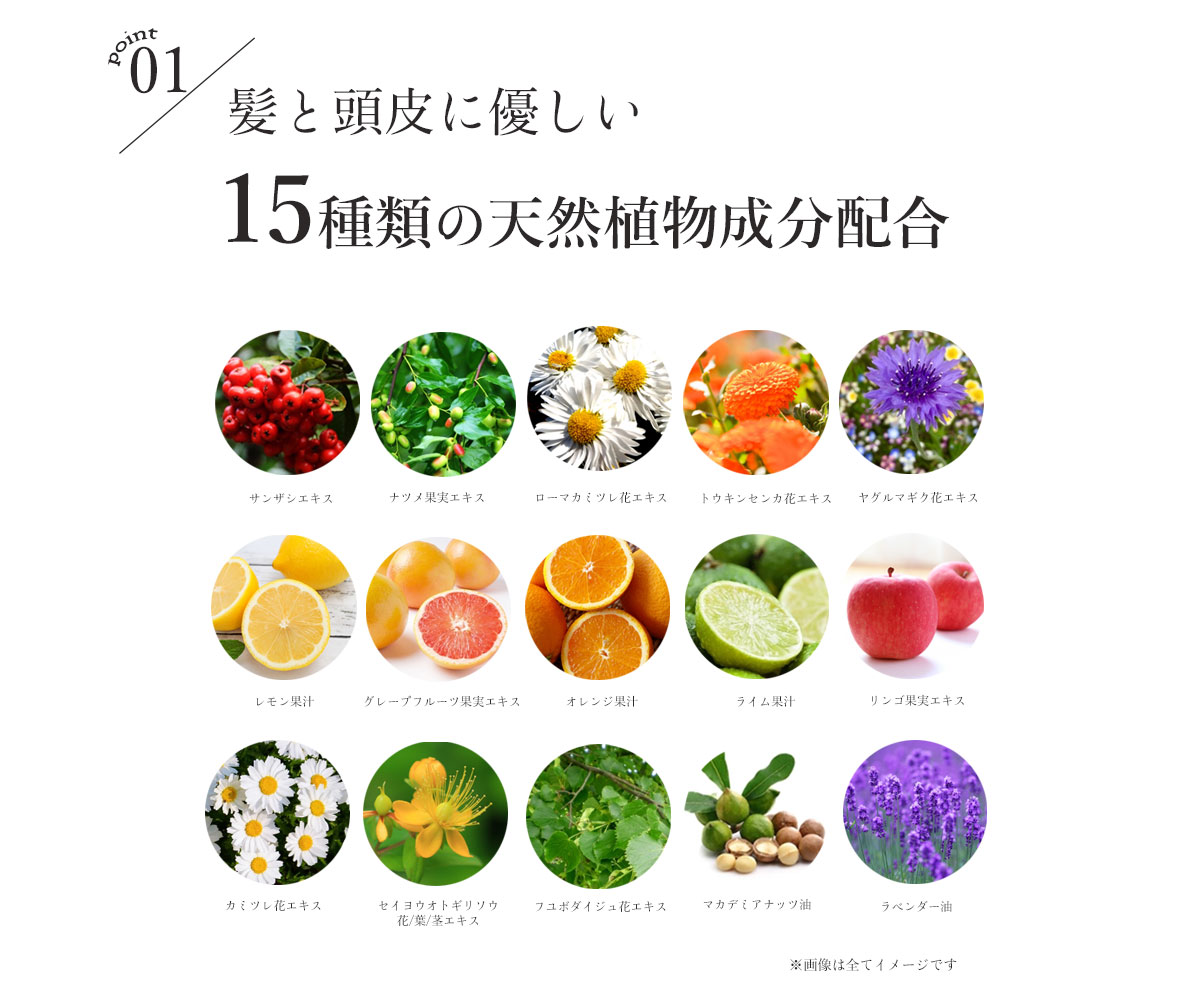 point
01
髪と頭皮に優しい
15種類の天然植物成分配合
サンザシエキス
ナツメ果実エキス
ローマカミツレ花エキス
トウキンセンカ花エキス
ヤグルマギク花エキス
レモン果汁
グレープフルーツ果実エキス
オレンジ果汁
ライム果汁
リンゴ果実エキス
カミツレ花エキス
セイヨウオトギリソウ
花/葉/茎エキス
フユボダイジュ花エキス
マカデミアナッツ油
ラベンダー油
※画像は全てイメージです